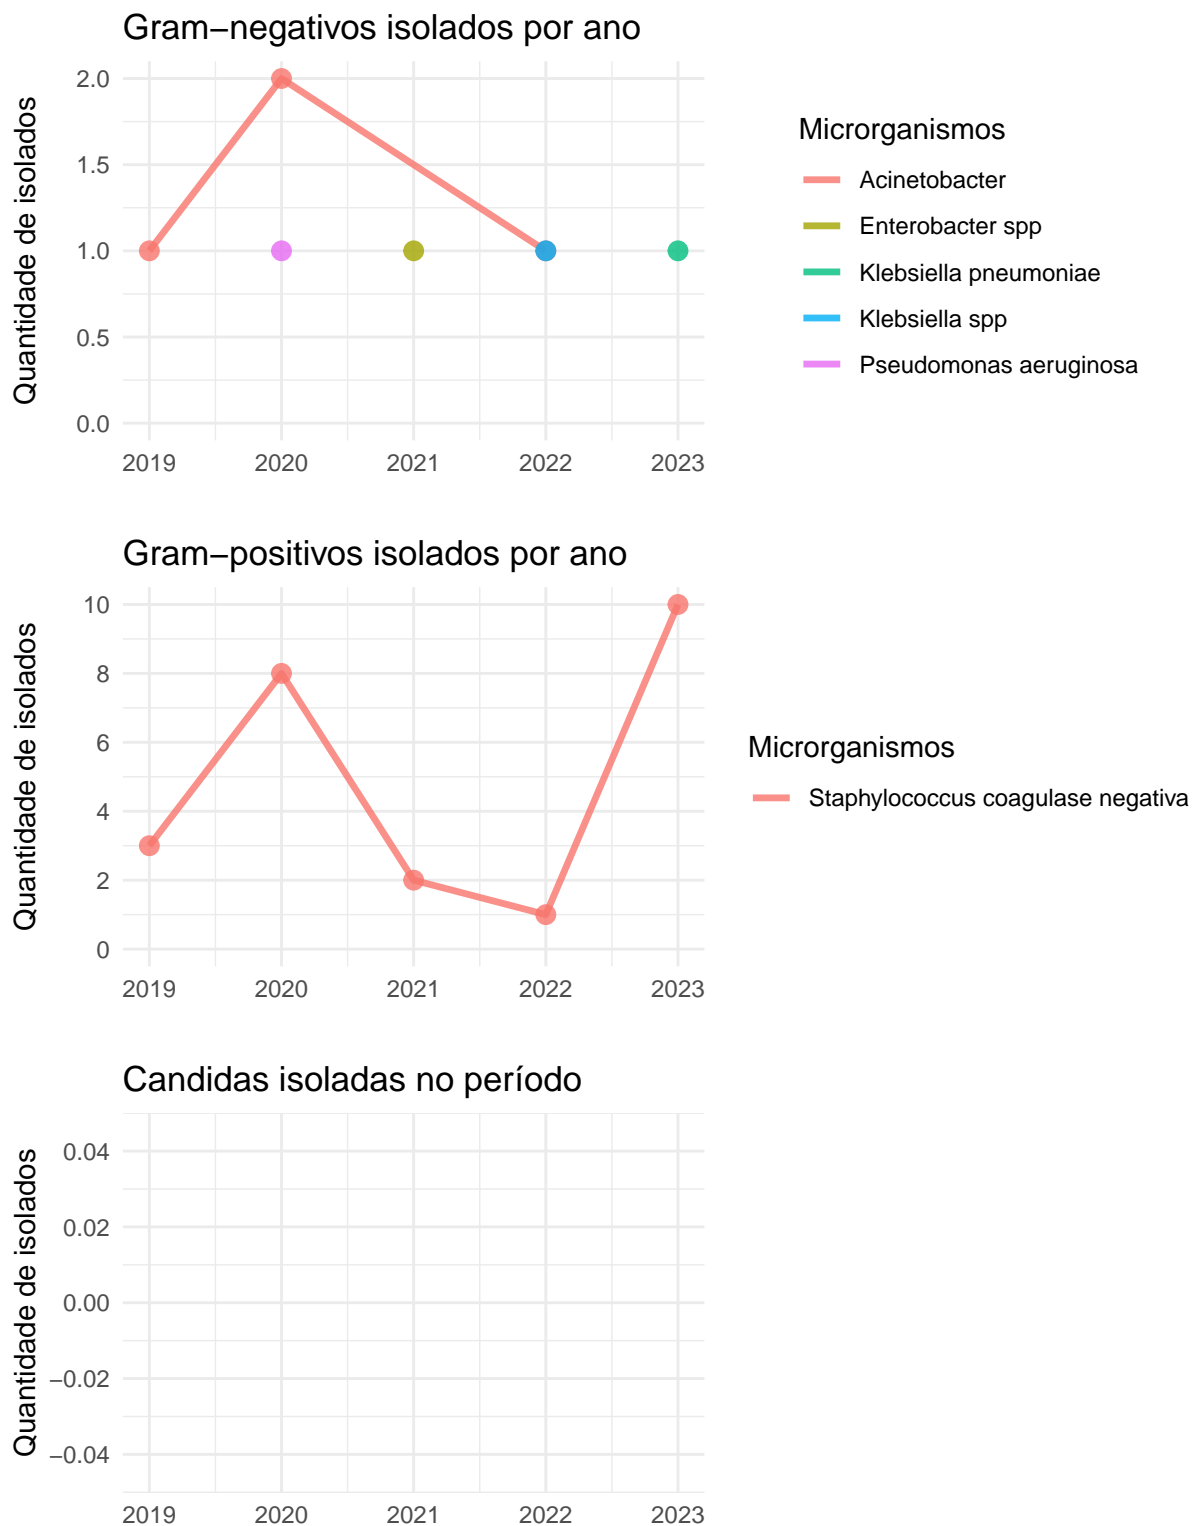 Gram−negativos isolados por ano
Quantidade de isolados
2.0
1.5
1.0
0.5
0.0
2019 2020 2021 2022 2023
Microrganismos
Acinetobacter
Enterobacter spp
Klebsiella pneumoniae
Klebsiella spp
Pseudomonas aeruginosa
Gram−positivos isolados por ano
Quantidade de isolados
10
8
6
4
2
0
2019 2020 2021 2022 2023
Microrganismos
Staphylococcus coagulase negativa
Candidas isoladas no período
Quantidade de isolados
0.04
0.02
0.00
−0.02
−0.04
2019 2020 2021 2022 2023